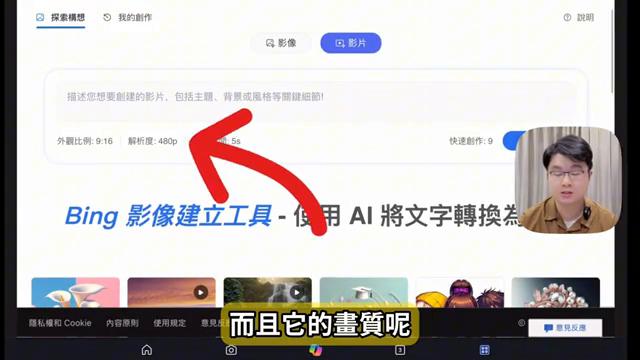 探索構想
我的創作
說明
影像
影片
描述您想要創建的影片、包括主題、背景或風格等關鍵細節!
外觀比例: 9:16
解析度: 480p
5s
快速創作: 9
Bing 影像建立工具 - 使用 AI 將文字轉換為
隱私權和 Cookie
內容原則
使用規定
意見反應
而且它的畫質呢
3